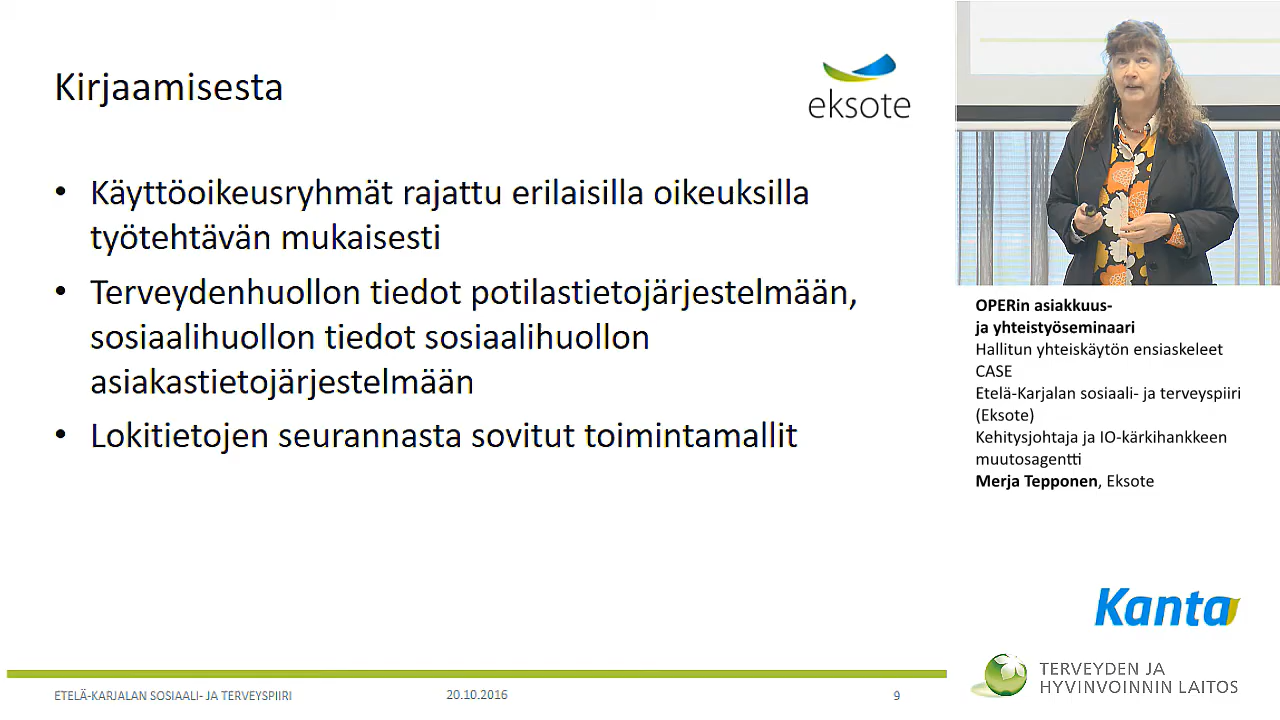 Kirjaamisesta
eksote
• Käyttöoikeusryhmät rajattu erilaisilla oikeuksilla
työtehtävän mukaisesti
• Terveydenhuollon tiedot potilastietojärjestelmään,
sosiaalihuollon tiedot sosiaalihuollon
asiakastietojärjestelmään
• Lokitietojen seurannasta sovitut toimintamallit
ETELÄ-KARJALAN SOSIAALI- JA TERVEYSPIIRI
20.10.2016
9
OPERin asiakkuus-
ja yhteistyöseminaari
Hallitun yhteiskäytön ensiaskeleet
CASE
Etelä-Karjalan sosiaali- ja terveyspiiri
(Eksote)
Kehitysjohtaja ja IO-kärkihankkeen
muutosagentti
Merja Tepponen, Eksote
Kanta
TERVEYDEN JA
HYVINVOINNIN LAITOS